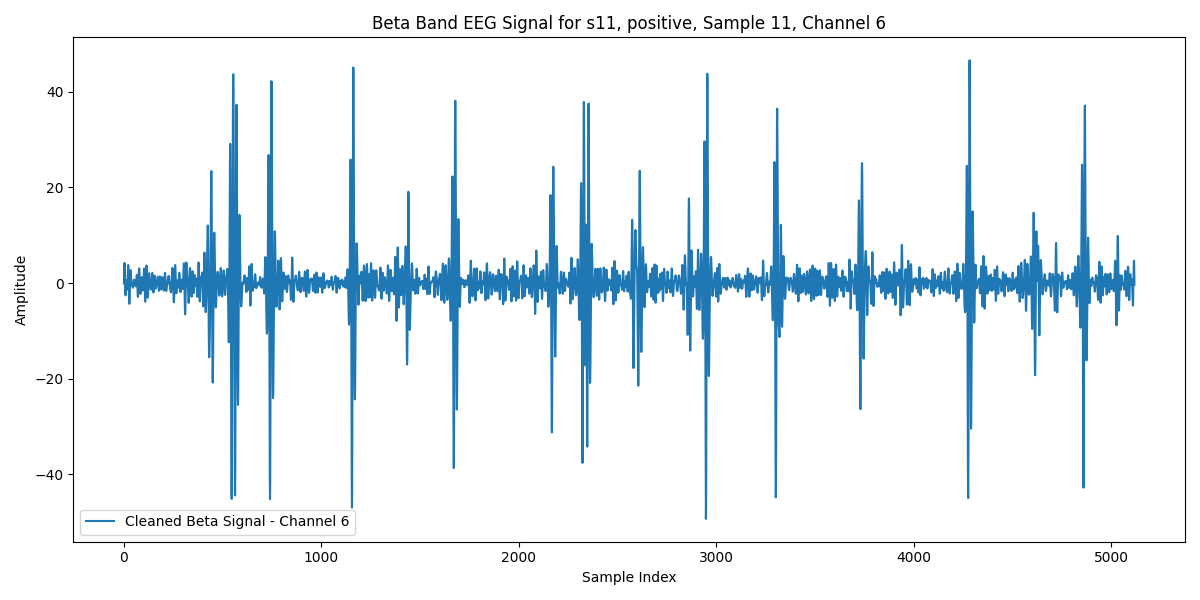 Beta Band EEG Signal for s11, positive, Sample 11, Channel 6
Amplitude
40
20
0
−20
−40
Cleaned Beta Signal - Channel 6
0 1000 2000 3000 4000 5000
Sample Index